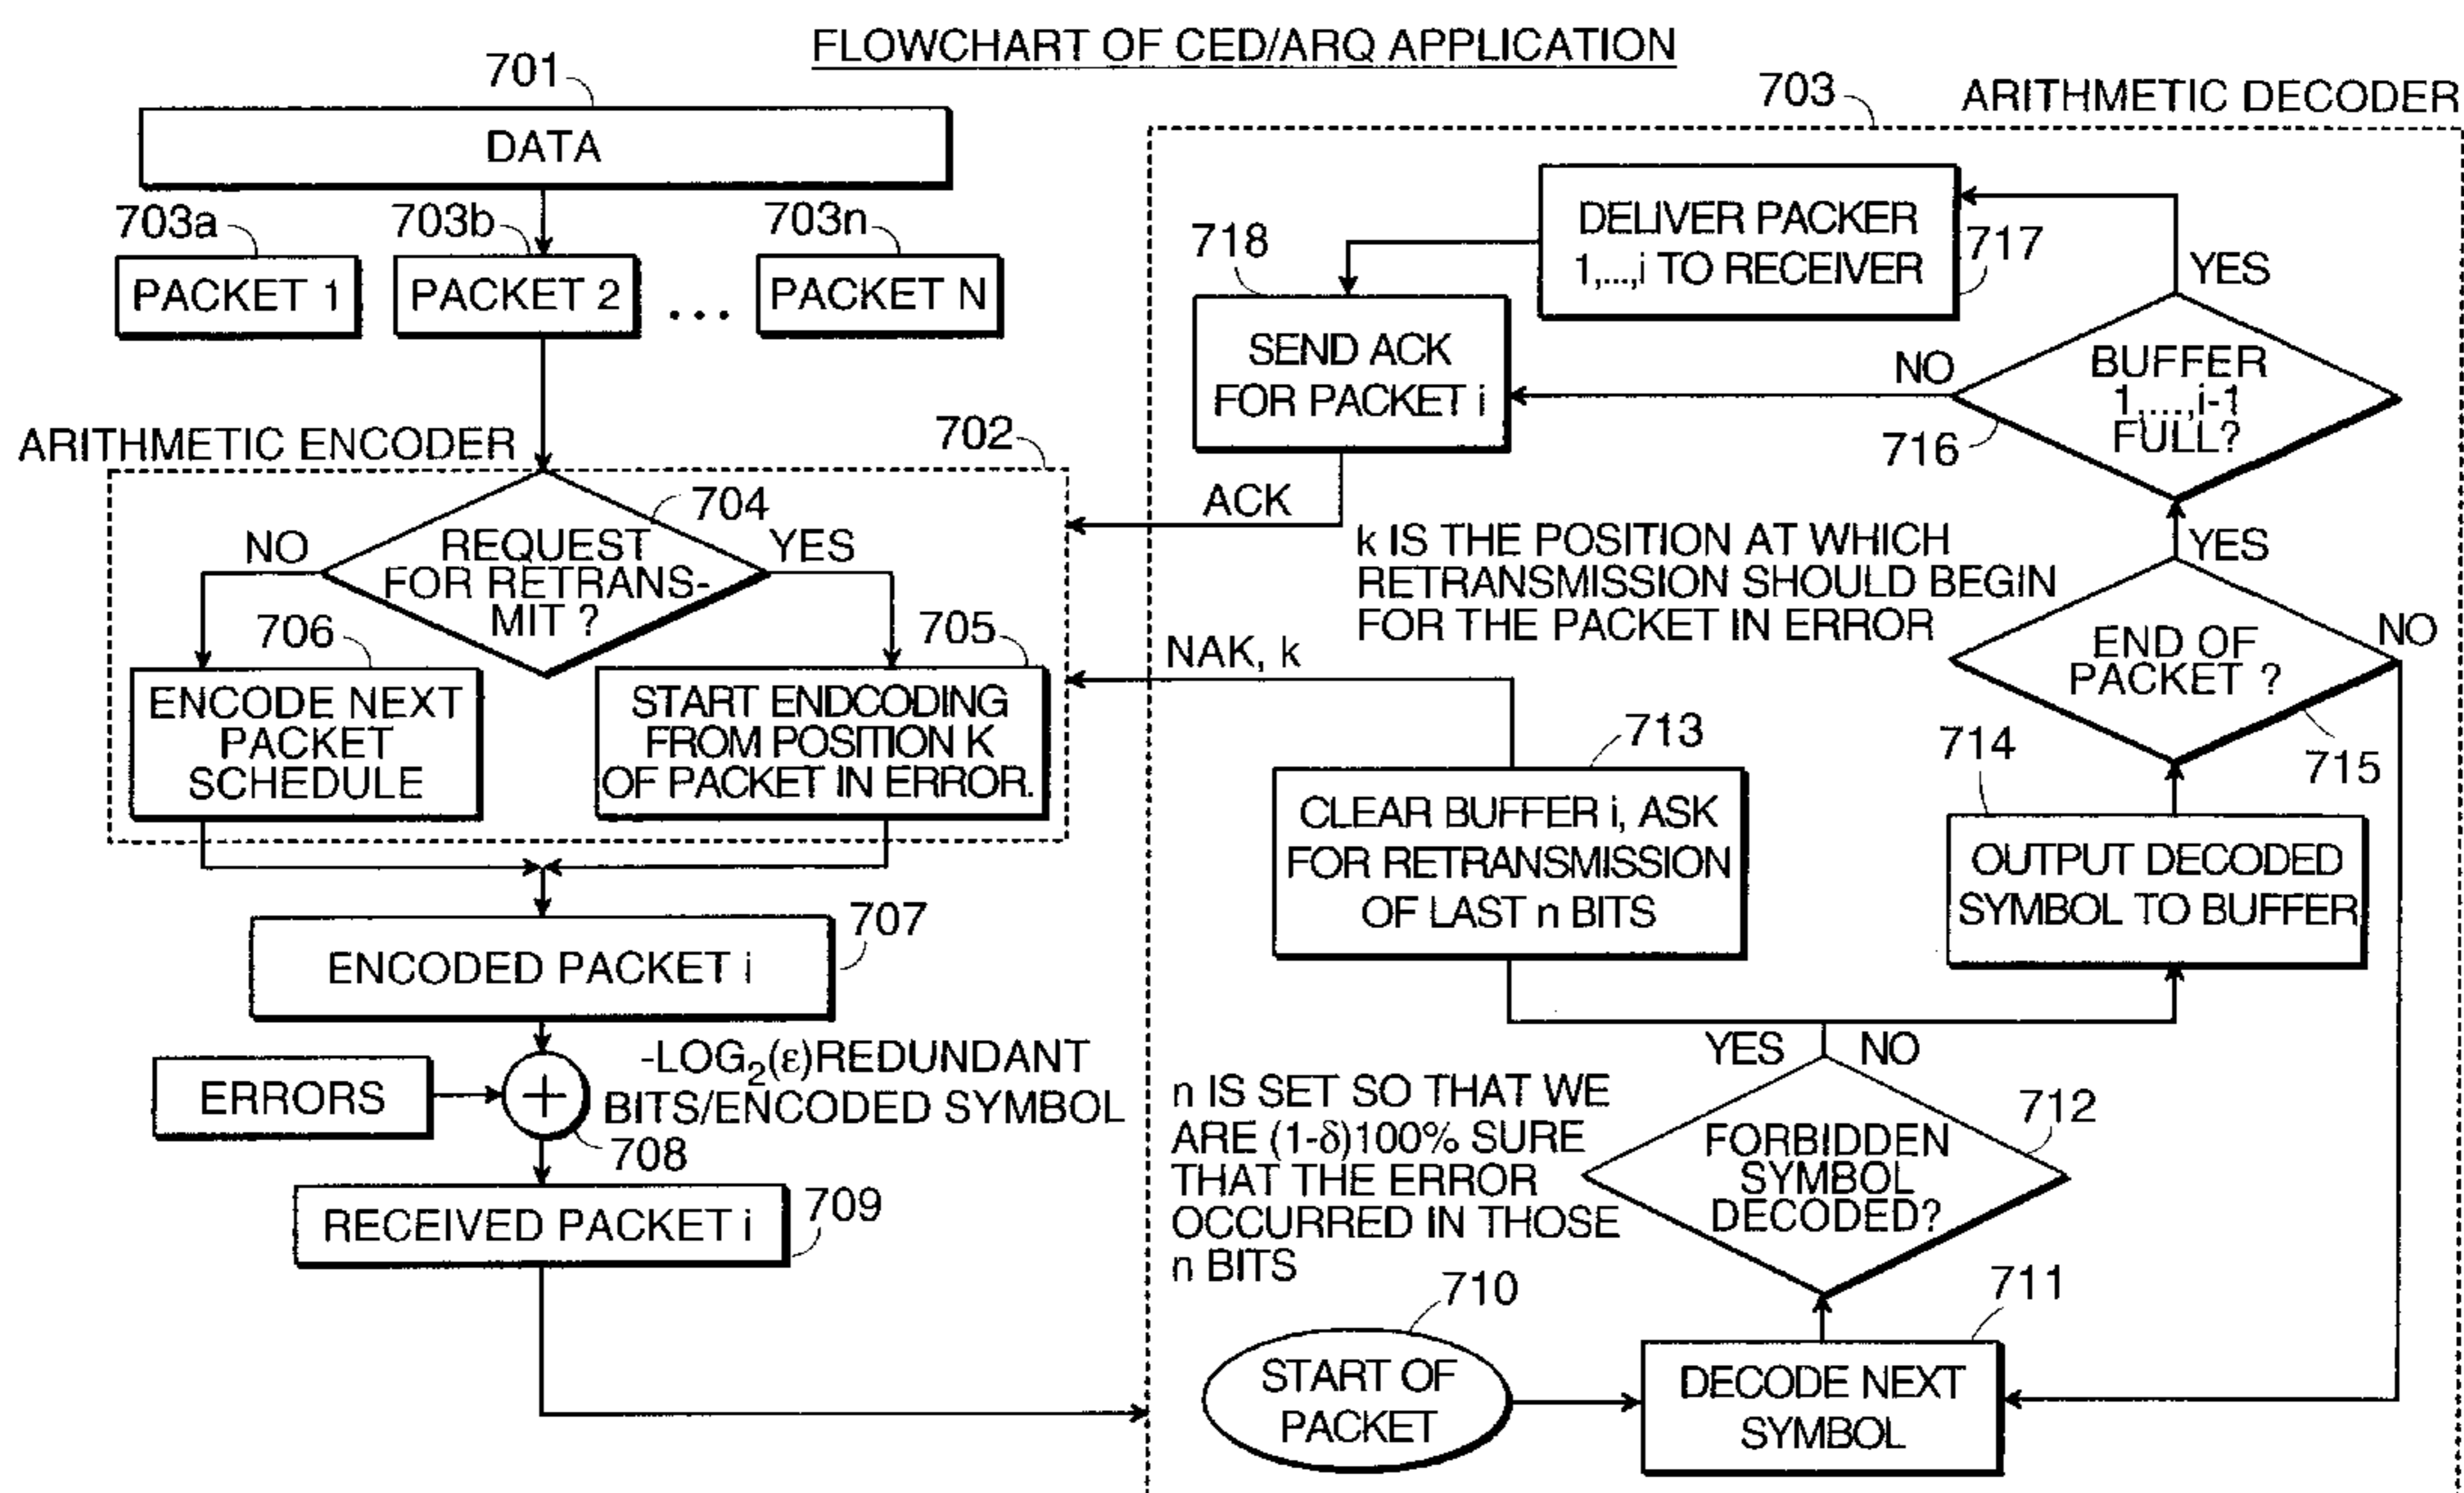 FLOWCHART OF CED/ARQ APPLICATION
701
DATA
703a
703b
703n
PACKET 1
PACKET 2
...
PACKET N
ARITHMETIC ENCODER
702
704
REQUEST
FOR RETRANS-
MIT ?
NO
YES
706
ENCODE NEXT
PACKET
SCHEDULE
705
START ENDCODING
FROM POSITION K
OF PACKET IN ERROR.
707
ENCODED PACKET i
ERRORS
+
708
-LOG₂(ε)REDUNDANT
BITS/ENCODED SYMBOL
RECEIVED PACKET i
709
703
ARITHMETIC DECODER
DELIVER PACKER
1,...,i TO RECEIVER
717
718
SEND ACK
FOR PACKET i
YES
NO
BUFFER
1,...,i-1
FULL?
716
ACK
k IS THE POSITION AT WHICH
RETRANSMISSION SHOULD BEGIN
FOR THE PACKET IN ERROR
YES
NO
END OF
PACKET ?
715
NAK, k
713
CLEAR BUFFER i, ASK
FOR RETRANSMISSION
OF LAST n BITS
714
OUTPUT DECODED
SYMBOL TO BUFFER
YES
NO
n IS SET SO THAT WE
ARE (1-δ)100% SURE
THAT THE ERROR
OCCURRED IN THOSE
n BITS
712
FORBIDDEN
SYMBOL
DECODED?
710
START OF
PACKET
711
DECODE NEXT
SYMBOL